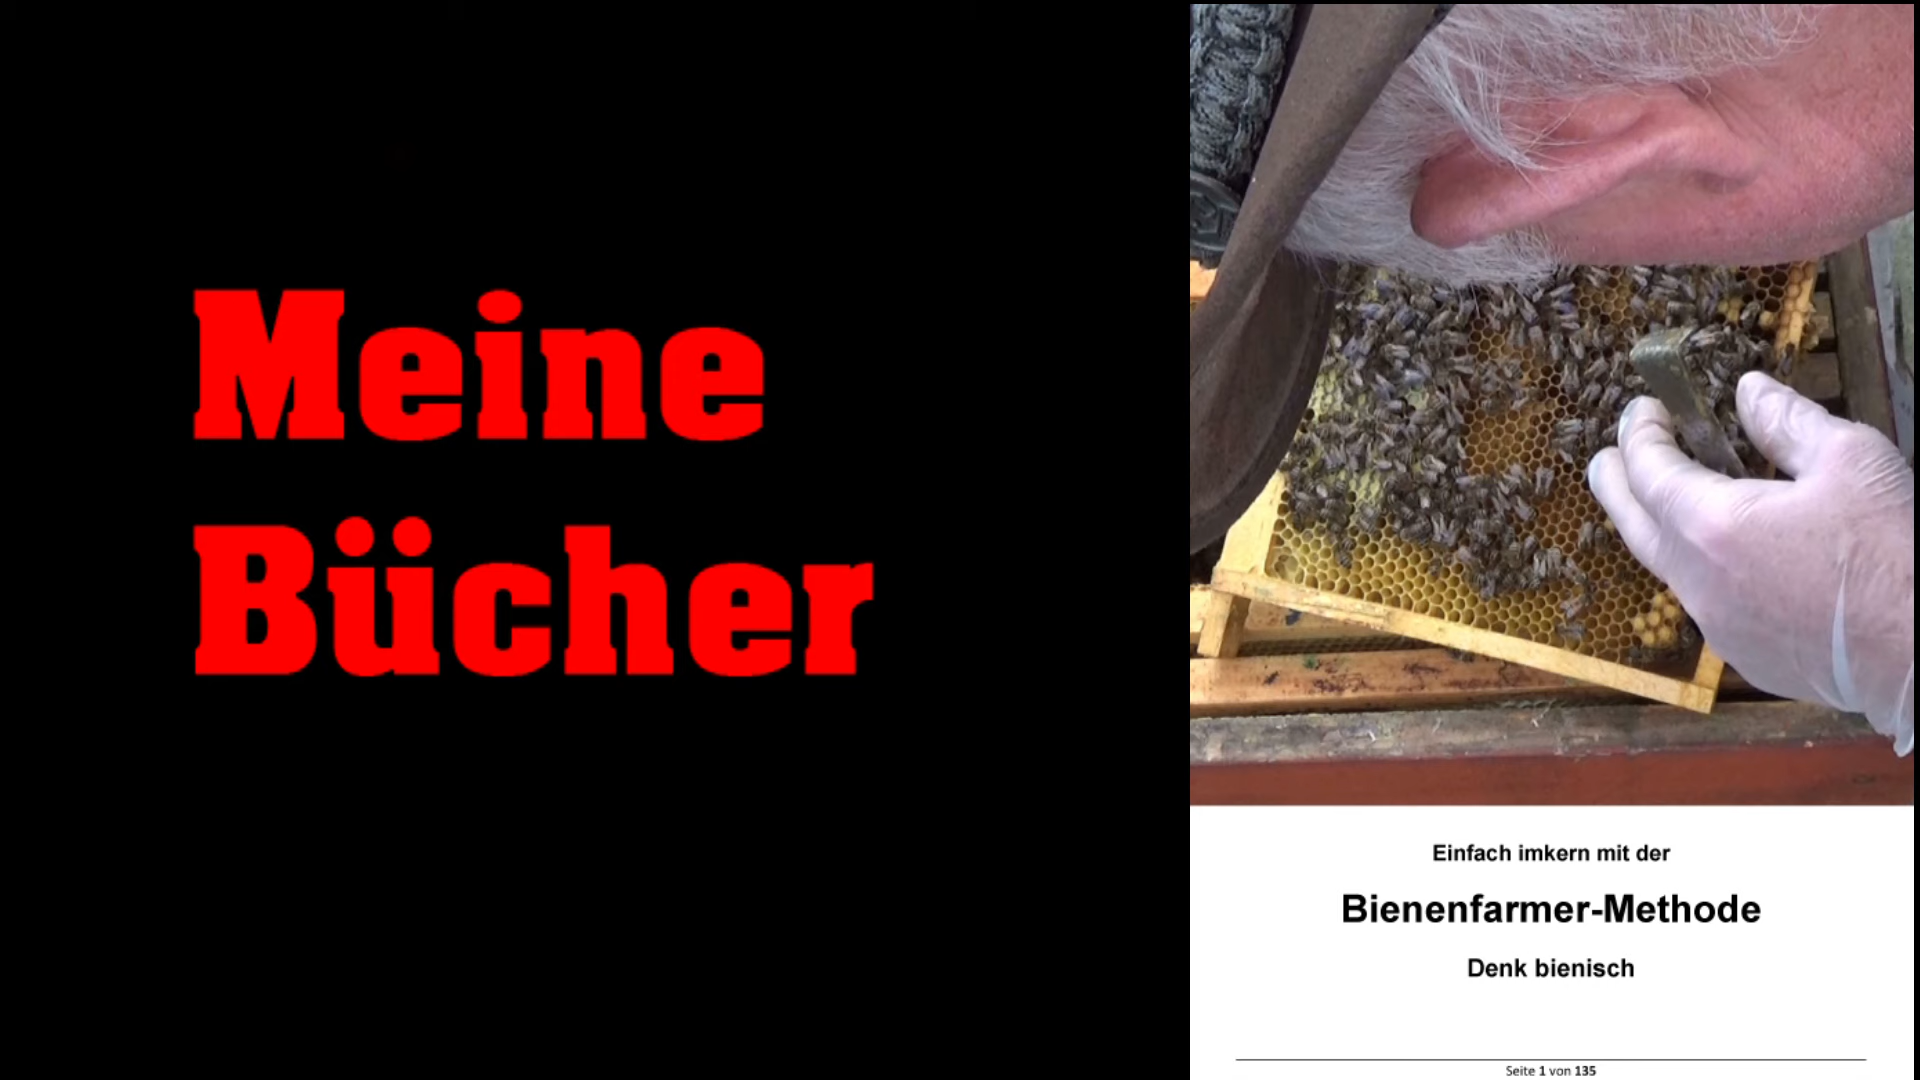 Meine
Bücher
Einfach imkern mit der
Bienenfarmer-Methode
Denk bienisch
Seite 1 von 135